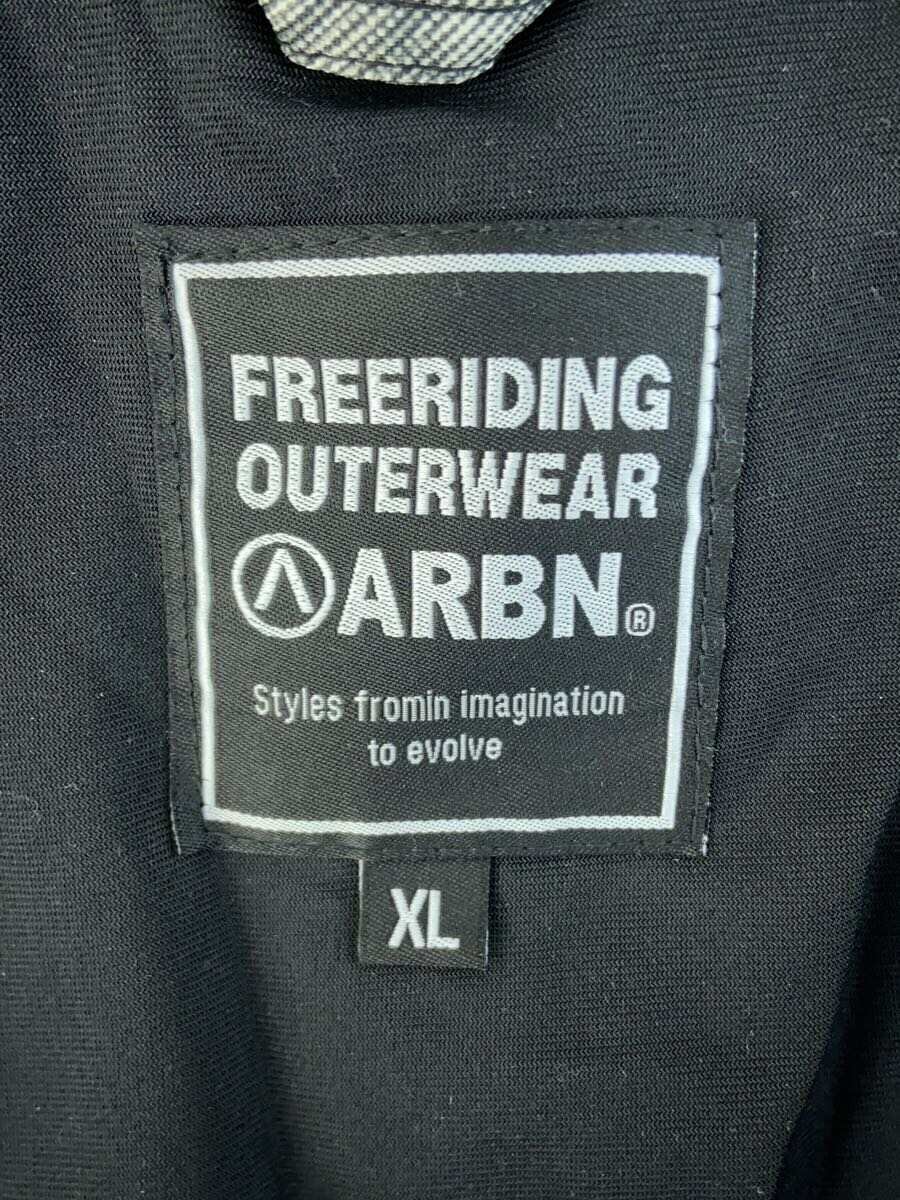 FREERIDING
OUTERWEAR
ARBN®
Styles fromin imagination
to evolve
XL